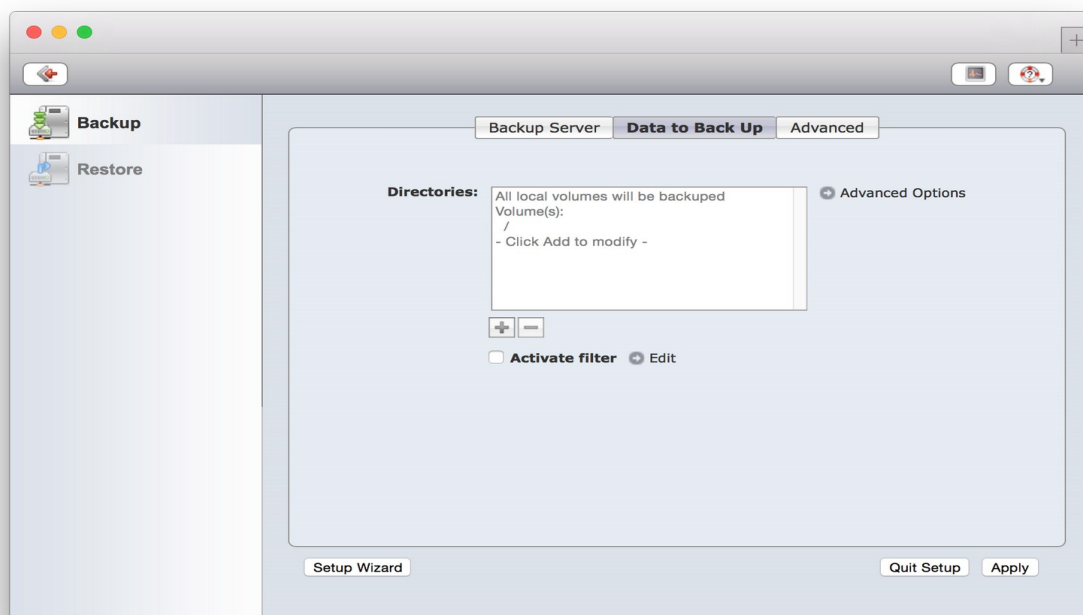 Backup
Restore
Backup Server Data to Back Up Advanced
Directories:
All local volumes will be backuped
Volume(s):
/
- Click Add to modify -
Advanced Options
Activate filter Edit
Setup Wizard Quit Setup Apply